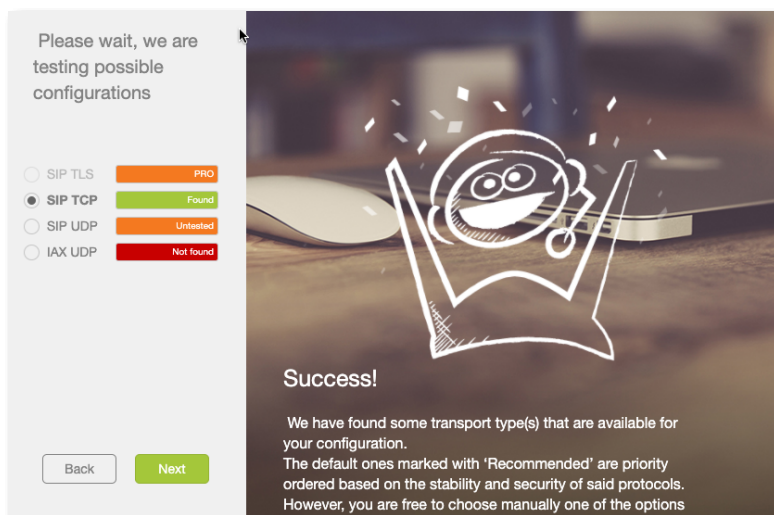 Please wait, we are
testing possible
configurations
SIP TLS PRO
SIP TCP Found
SIP UDP Untested
IAX UDP Not found
Back Next
Success!
We have found some transport type(s) that are available for
your configuration.
The default ones marked with ‘Recommended’ are priority
ordered based on the stability and security of said protocols.
However, you are free to choose manually one of the options